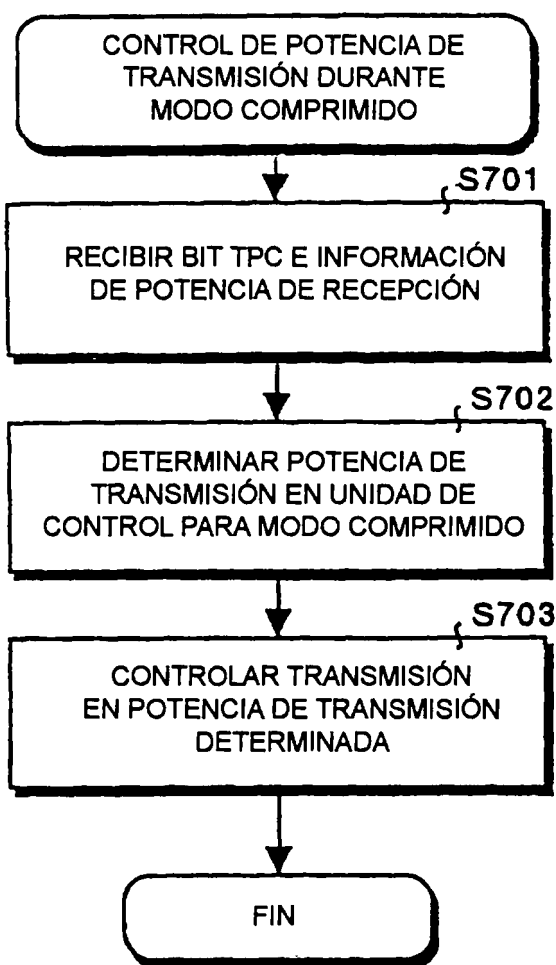 CONTROL DE POTENCIA DE
TRANSMISIÓN DURANTE
MODO COMPRIMIDO
S701
RECIBIR BIT TPC E INFORMACIÓN
DE POTENCIA DE RECEPCIÓN
S702
DETERMINAR POTENCIA DE
TRANSMISIÓN EN UNIDAD DE
CONTROL PARA MODO COMPRIMIDO
S703
CONTROLAR TRANSMISIÓN
EN POTENCIA DE TRANSMISIÓN
DETERMINADA
FIN